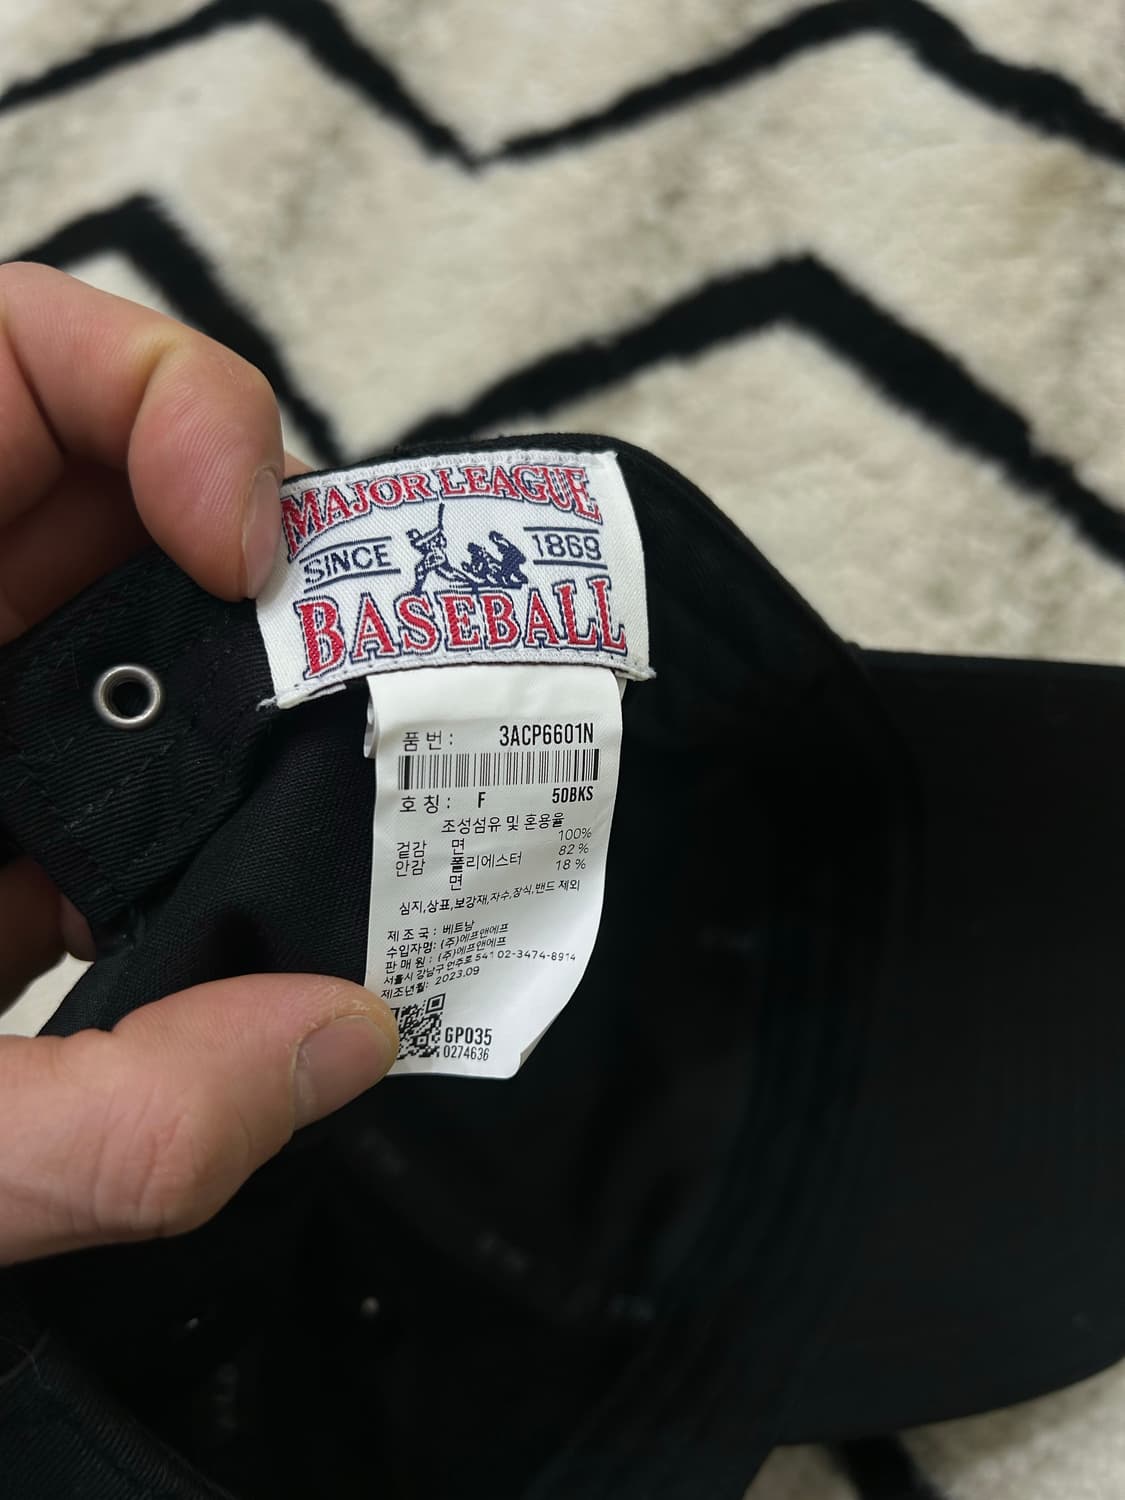 MAJOR LEAGUE
SINCE 1869
BASEBALL
품 번 : 3ACP6601N
호 칭 : F 50BKS
조성섬유 및 혼용율
겉감 면 100%
안감 폴리에스터 82 %
면 18 %
심지,상표,보강재,자수,장식,밴드 제외
제 조 국 : 베트남
수입자명: (주)에프앤에프
판 매 원 : (주)에프앤에프
서울시 강남구 언주로 541 02-3474-8914
제조년월: 2023.09
GP035
0274636